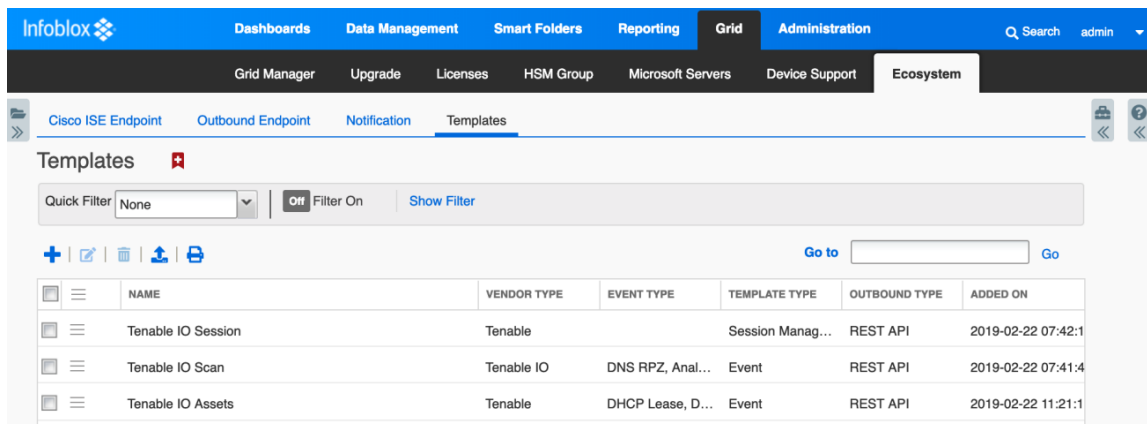 Infoblox Dashboards Data Management Smart Folders Reporting Grid Administration Search admin
Grid Manager Upgrade Licenses HSM Group Microsoft Servers Device Support Ecosystem
Cisco ISE Endpoint Outbound Endpoint Notification Templates
Templates
Quick Filter None Off Filter On Show Filter
Go to Go
NAME VENDOR TYPE EVENT TYPE TEMPLATE TYPE OUTBOUND TYPE ADDED ON
Tenable IO Session Tenable Session Manag... REST API 2019-02-22 07:42:1
Tenable IO Scan Tenable IO DNS RPZ, Anal... Event REST API 2019-02-22 07:41:4
Tenable IO Assets Tenable DHCP Lease, D... Event REST API 2019-02-22 11:21:1